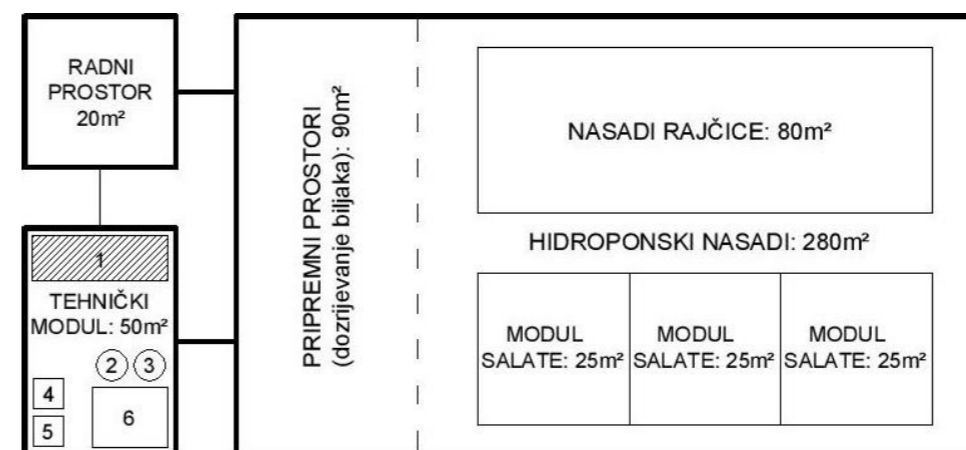 RADNI
PROSTOR
20m²
1
TEHNIČKI
MODUL: 50m²
2
3
4
5
6
PRIPREMNI PROSTORI
(dozrijevanje biljaka): 90m²
NASADI RAJČICE: 80m²
HIDROPONSKI NASADI: 280m²
MODUL
SALATE: 25m²
MODUL
SALATE: 25m²
MODUL
SALATE: 25m²